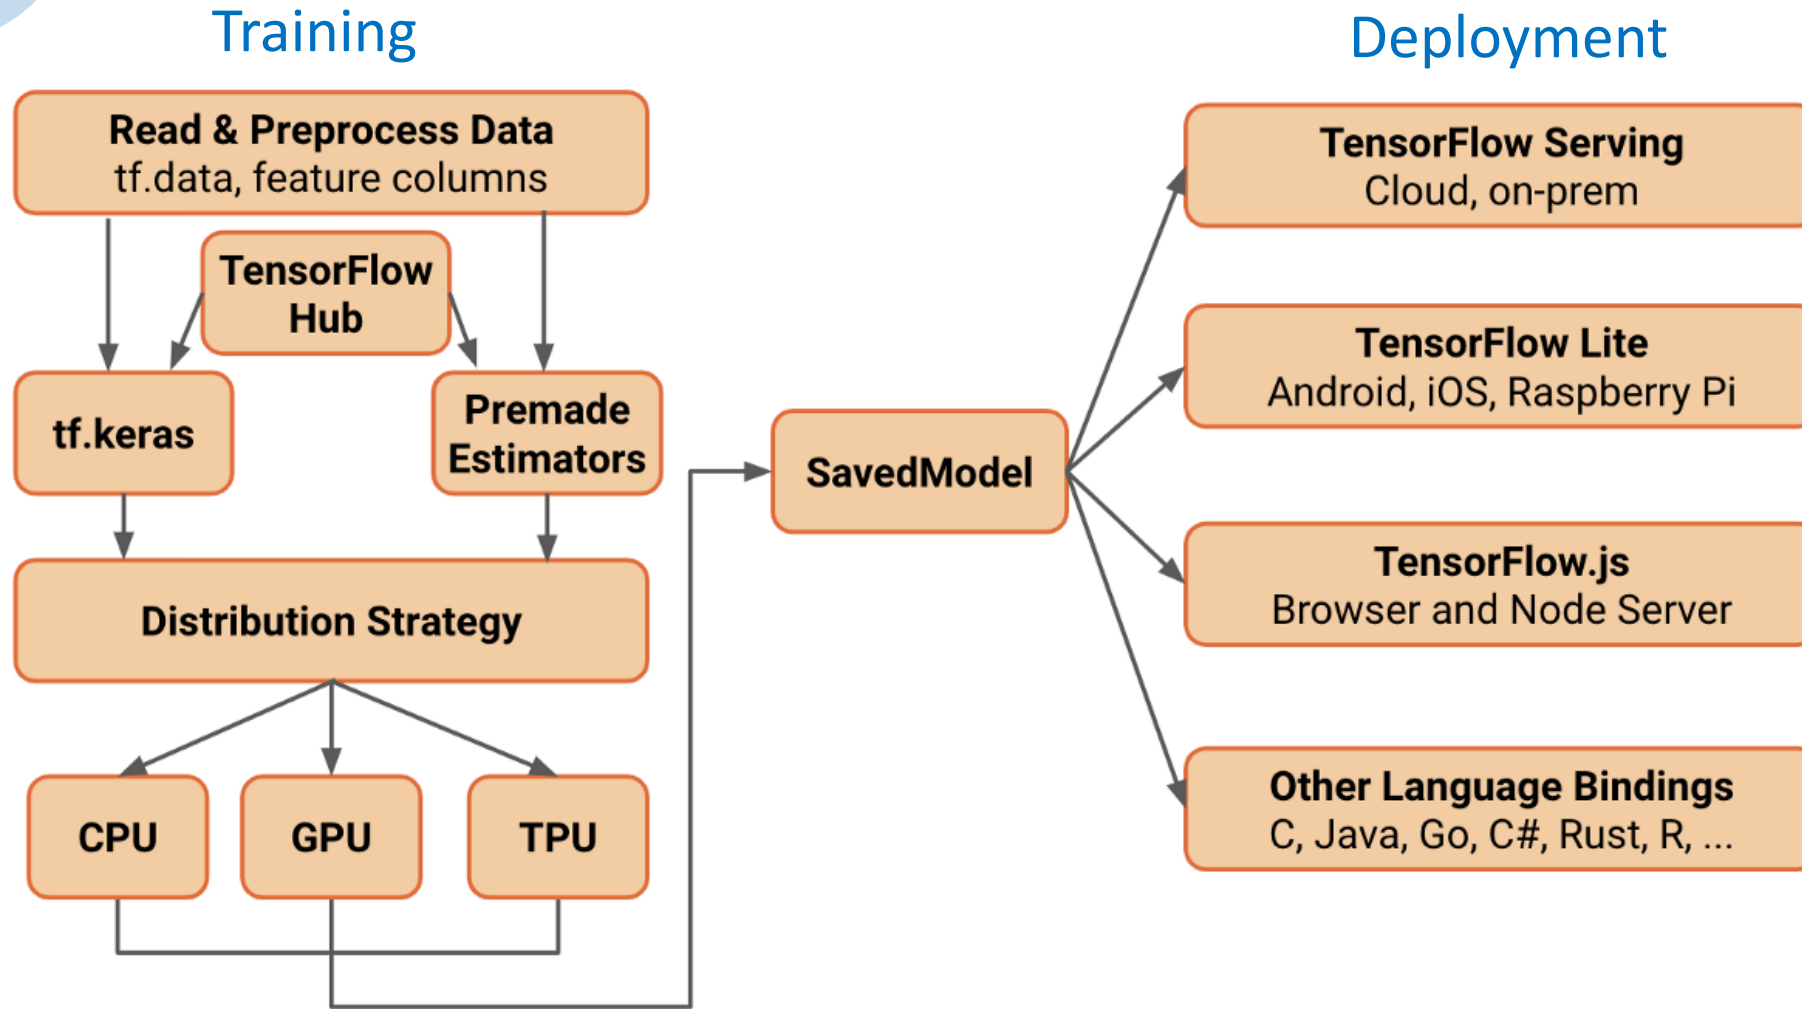 Training
Read & Preprocess Data
tf.data, feature columns
TensorFlow
Hub
tf.keras
Premade
Estimators
Distribution Strategy
CPU
GPU
TPU
SavedModel
Deployment
TensorFlow Serving
Cloud, on-prem
TensorFlow Lite
Android, iOS, Raspberry Pi
TensorFlow.js
Browser and Node Server
Other Language Bindings
C, Java, Go, C#, Rust, R, ...